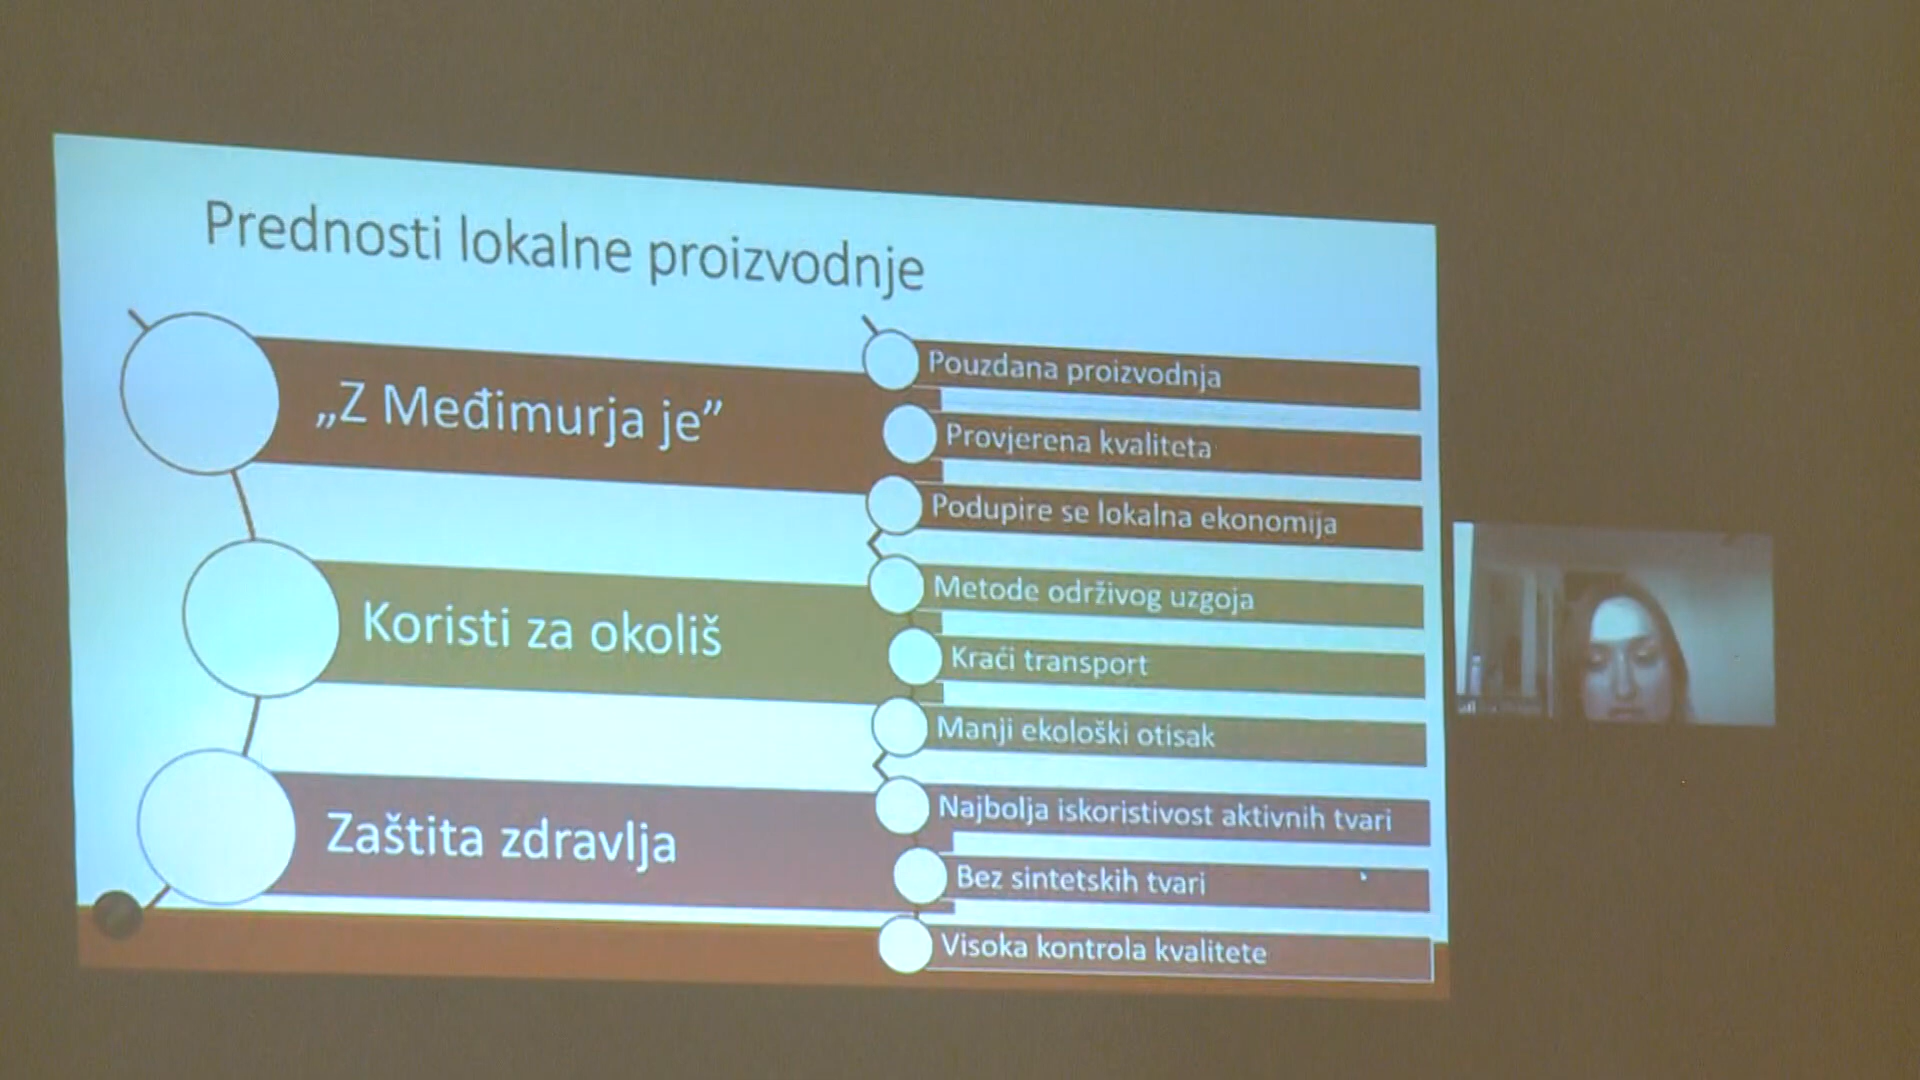 Prednosti lokalne proizvodnje
„Z Međimurja je”
Pouzdana proizvodnja
Provjerena kvaliteta
Podupire se lokalna ekonomija
Koristi za okoliš
Metode održivog uzgoja
Kraći transport
Manji ekološki otisak
Zaštita zdravlja
Najbolja iskoristivost aktivnih tvari
Bez sintetskih tvari
Visoka kontrola kvalitete